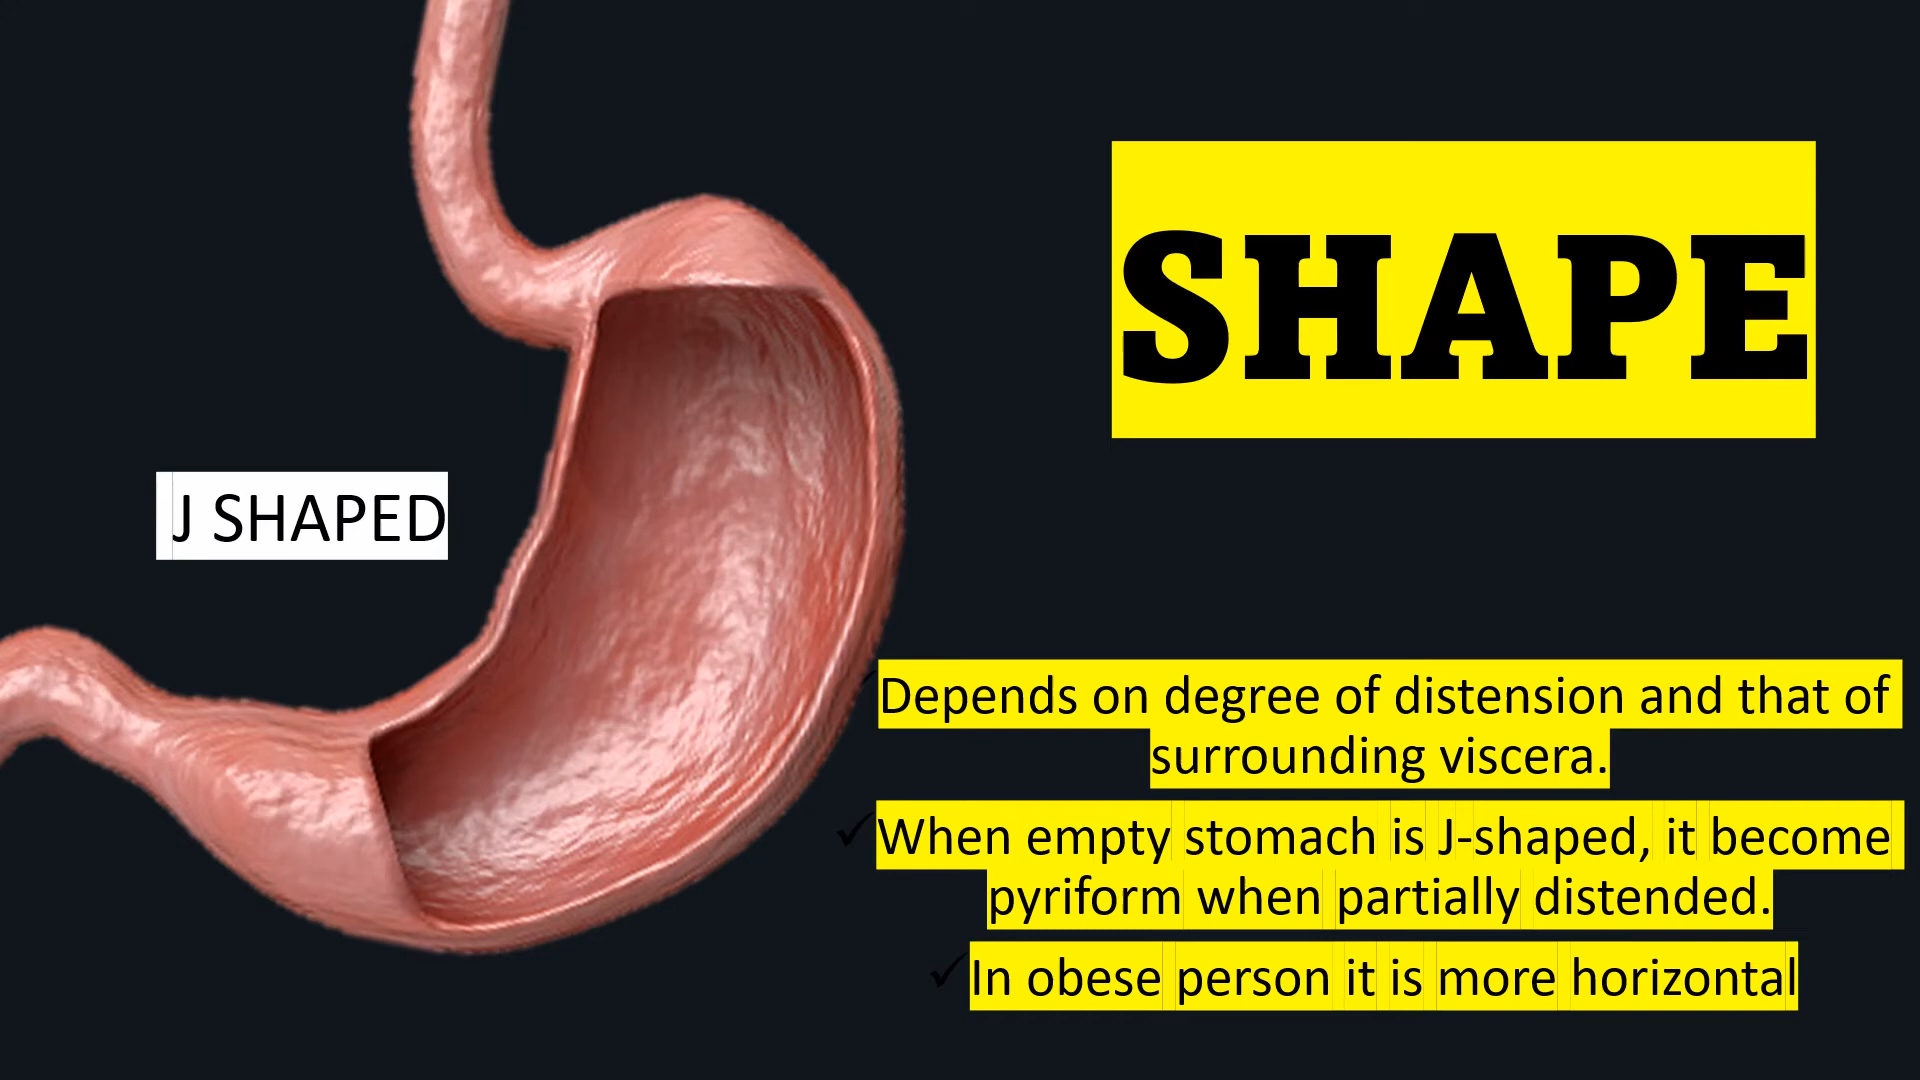 SHAPE
J SHAPED
Depends on degree of distension and that of
surrounding viscera.
✓When empty stomach is J-shaped, it become
pyriform when partially distended.
✓In obese person it is more horizontal